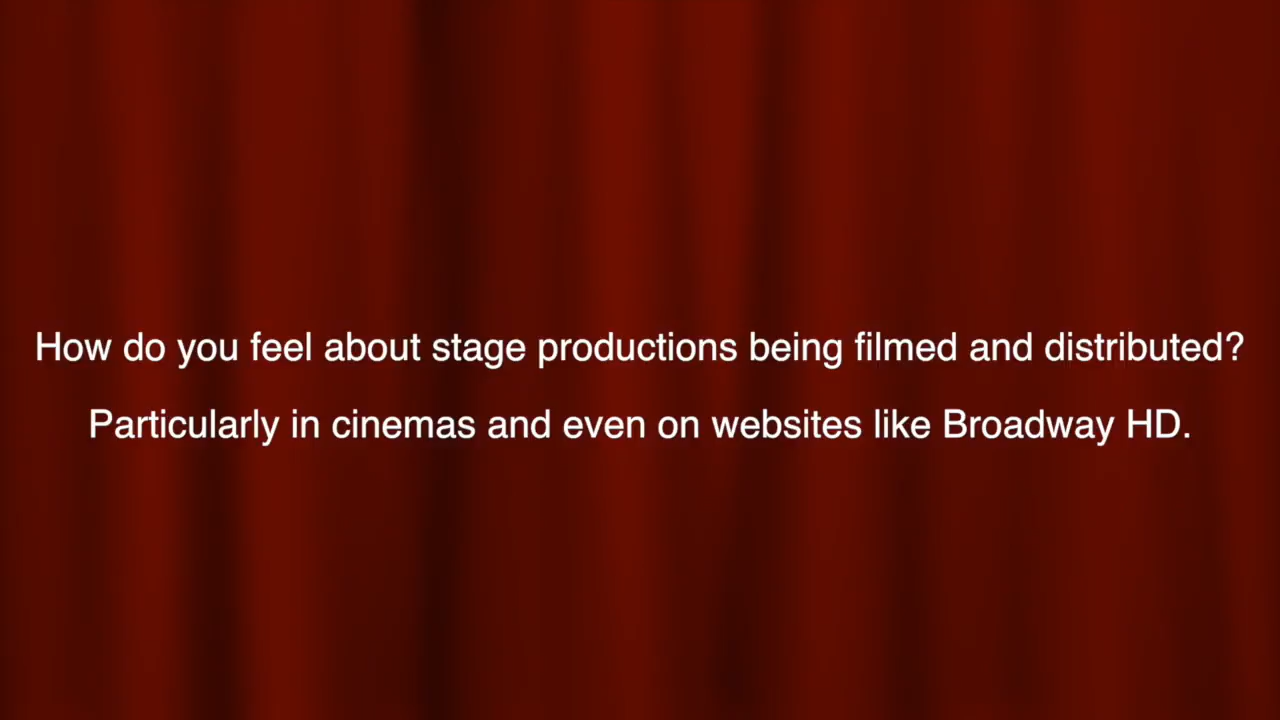 How do you feel about stage productions being filmed and distributed?
Particularly in cinemas and even on websites like Broadway HD.